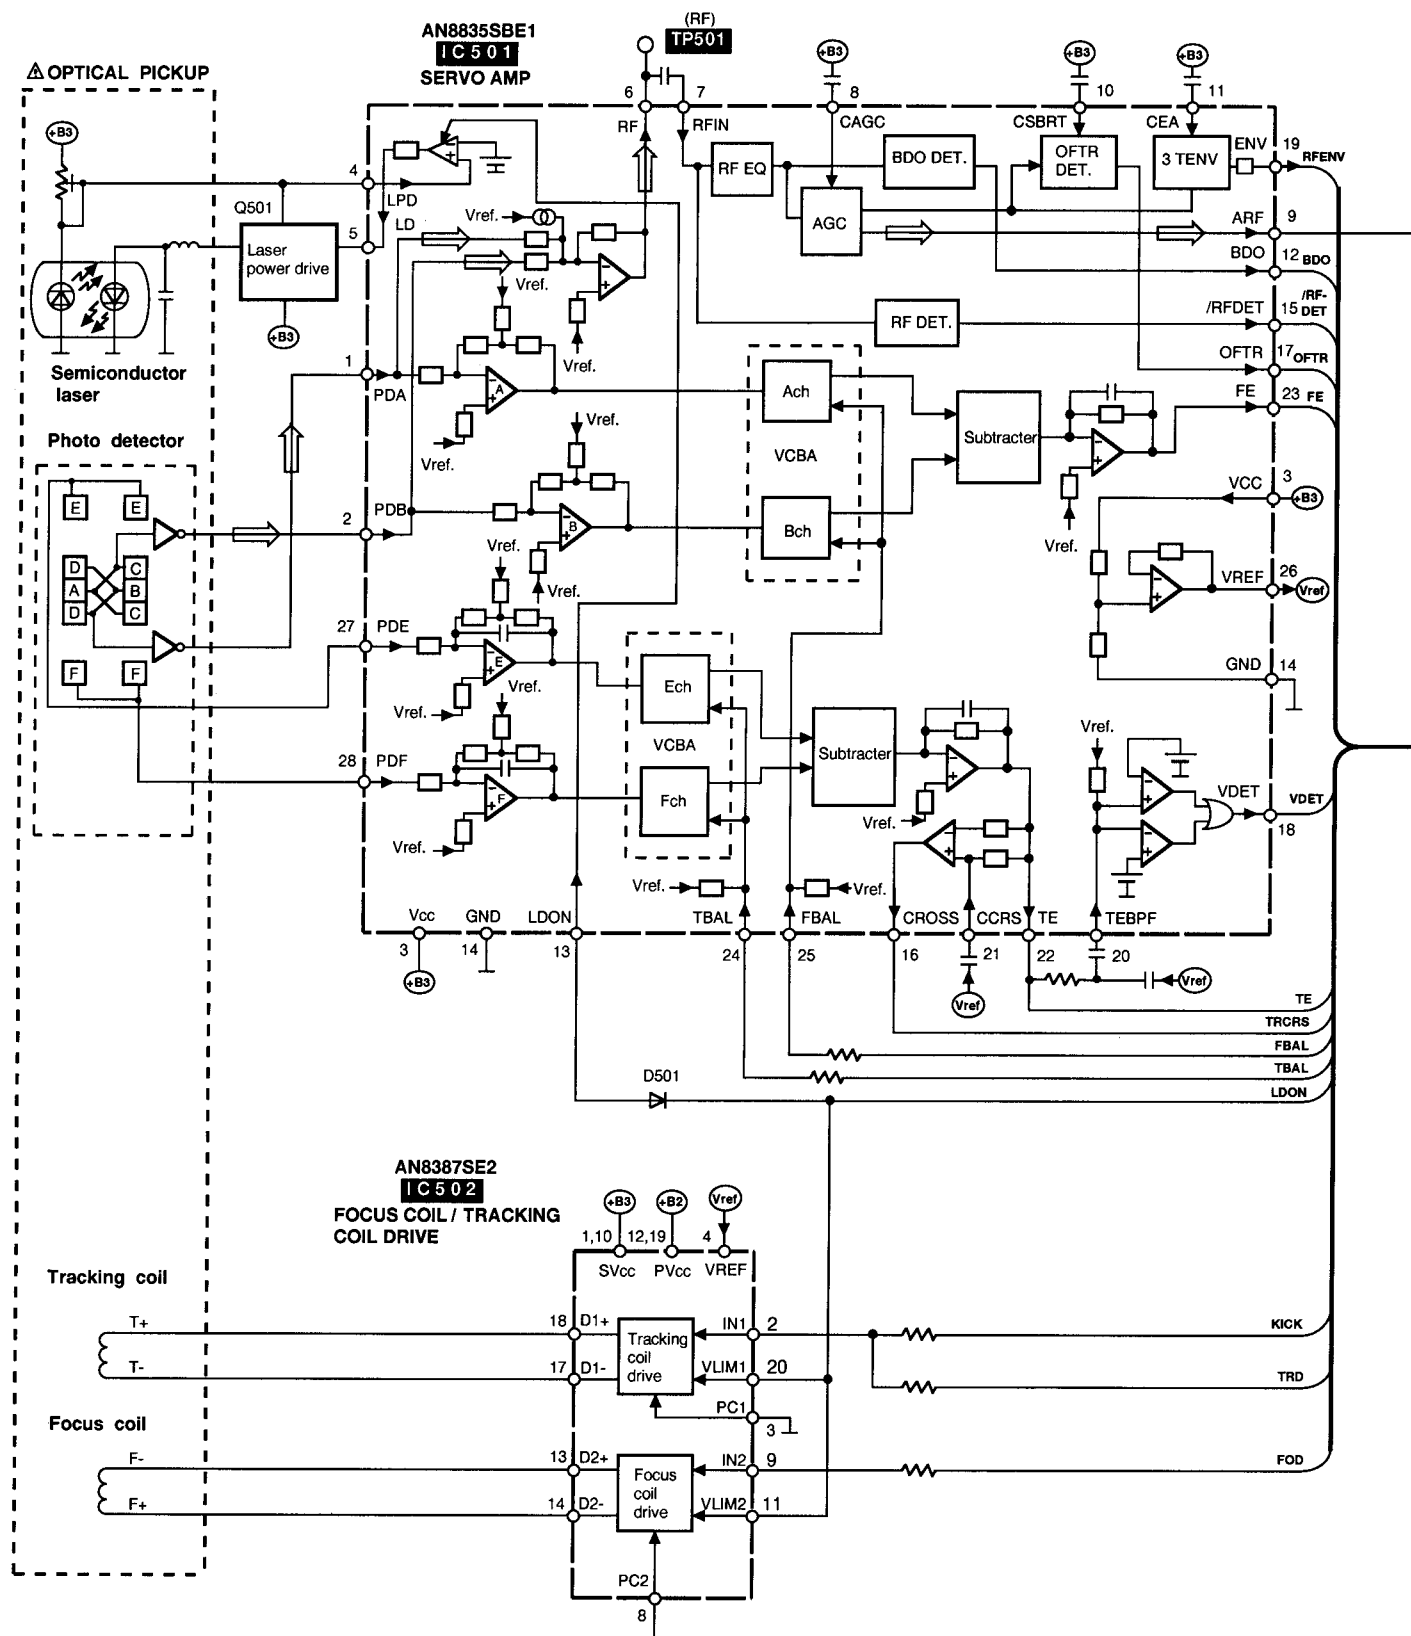 AN8835SBE1
IC501
SERVO AMP
(RF)
TP501
⚠ OPTICAL PICKUP
+B3
+B3
+B3
+B3
6
7
8
10
11
RF
RFIN
CAGC
CSBRT
CEA
ENV
19
RFENV
4
LPD
RF EQ
BDO DET.
OFTR
DET.
3 TENV
Q501
5
LD
Vref.
AGC
ARF
9
Laser
power drive
BDO
12
BDO
Vref.
+B3
/RFDET
15
/RF-
DET
RF DET.
Vref.
Semiconductor
laser
1
PDA
A
Ach
OFTR
17
OFTR
FE
23
FE
Vref.
Vref.
Subtracter
Photo detector
VCBA
E
E
2
PDB
B
Bch
VCC
3
+B3
Vref.
D
C
A
B
D
C
Vref.
Vref.
VREF
26
Vref
27
PDE
E
F
F
Ech
GND
14
Vref.
Vref.
VCBA
Subtracter
Vref.
28
PDF
F
Fch
VDET
VDET
18
Vref.
Vref.
Vref.
Vref.
Vcc
GND
LDON
TBAL
FBAL
CROSS
CCRS
TE
TEBPF
3
14
13
24
25
16
21
22
20
+B3
Vref
Vref
TE
TRCRS
FBAL
TBAL
D501
LDON
AN8387SE2
IC502
FOCUS COIL / TRACKING
COIL DRIVE
+B3
+B2
Vref
1,10
12,19
4
SVcc
PVcc
VREF
Tracking coil
T+
18
D1+
Tracking
coil
drive
IN1
2
KICK
T-
17
D1-
VLIM1
20
TRD
PC1
3
Focus coil
F-
13
D2+
Focus
coil
drive
IN2
9
FOD
F+
14
D2-
VLIM2
11
PC2
8